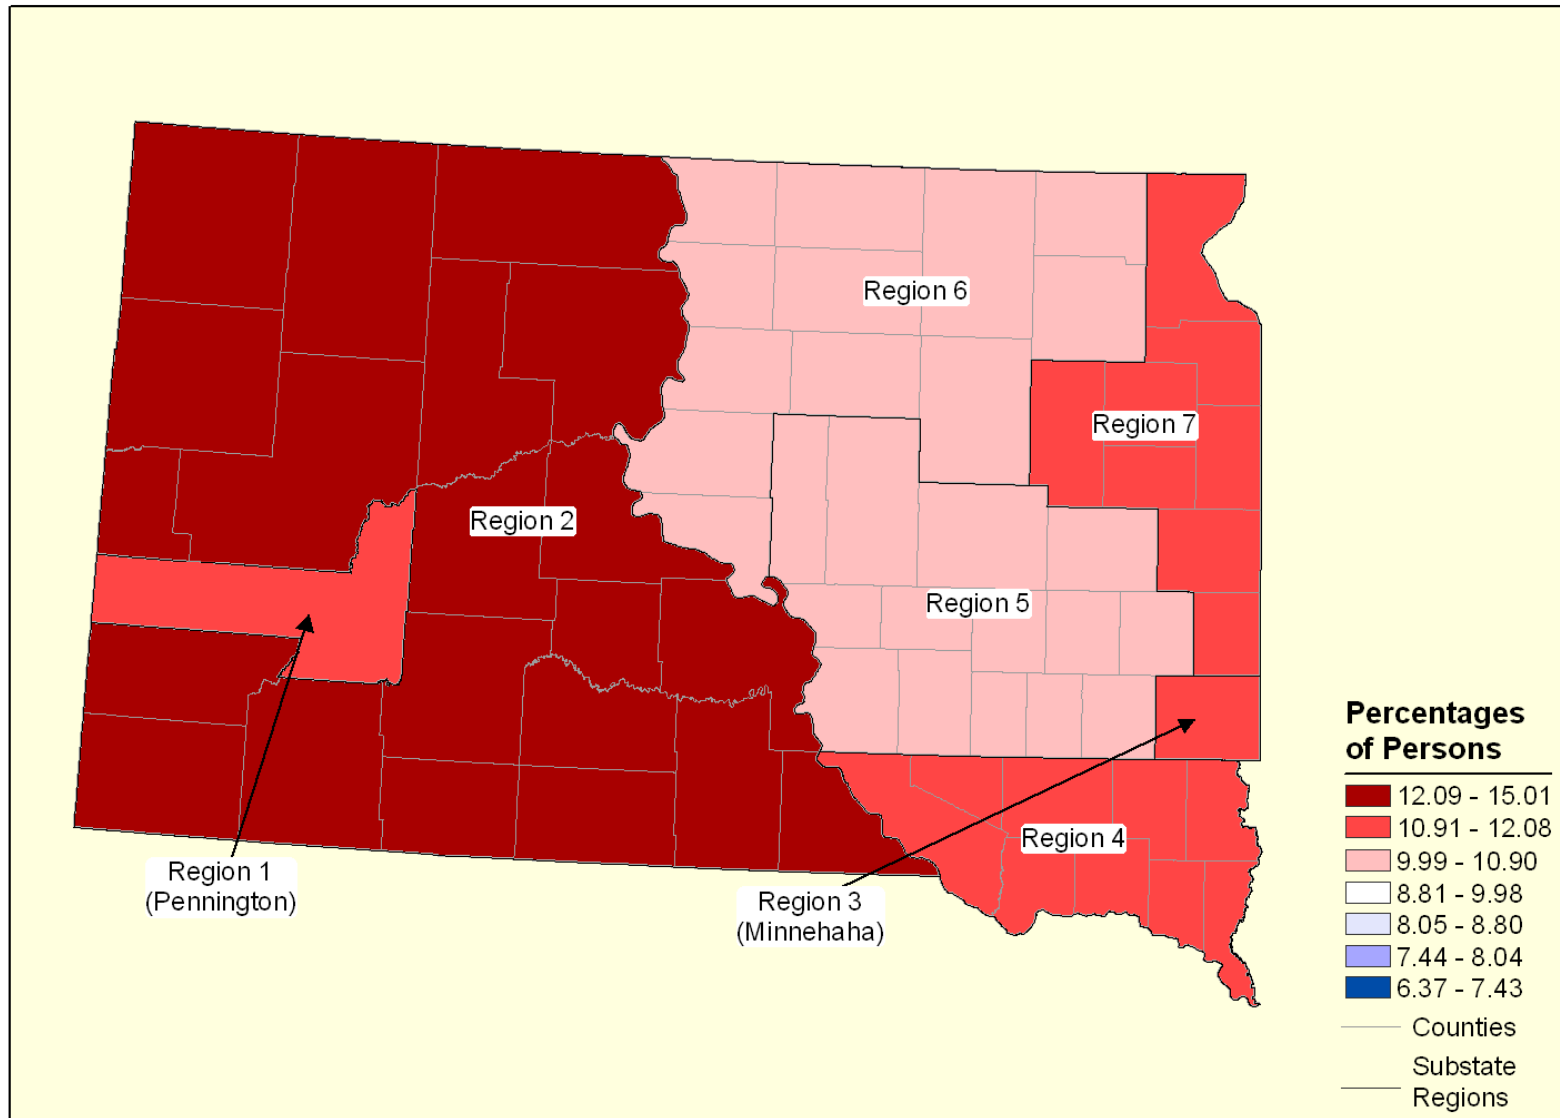 Region 6
Region 7
Region 2
Region 5
Region 4
Region 1
(Pennington)
Region 3
(Minnehaha)
Percentages
of Persons
12.09 - 15.01
10.91 - 12.08
9.99 - 10.90
8.81 - 9.98
8.05 - 8.80
7.44 - 8.04
6.37 - 7.43
Counties
Substate
Regions